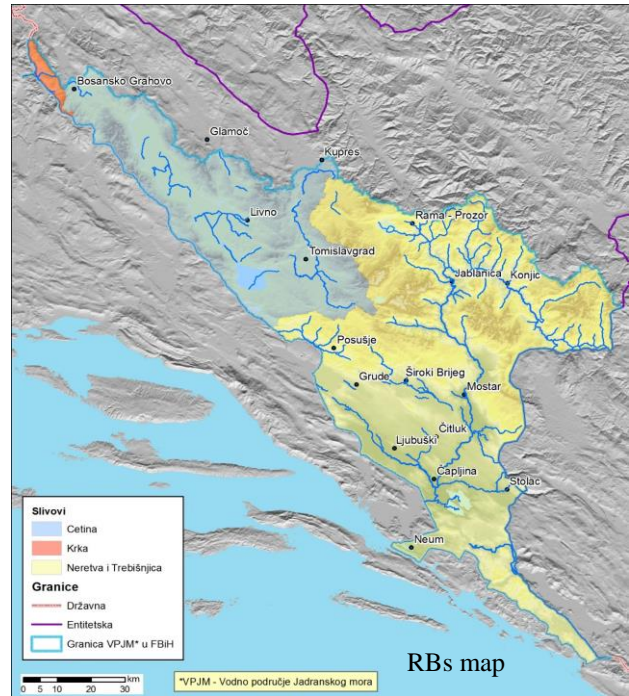 Bosansko Grahovo
Glamoč
Kupres
Livno
Rama - Prozor
Tomislavgrad
Jablanica
Konjic
Posušje
Grude
Široki Brijeg
Mostar
Čitluk
Ljubuški
Čapljina
Stolac
Neum
Slivovi
Cetina
Krka
Neretva i Trebišnjica
Granice
Državna
Entitetska
Granica VPJM* u FBiH
km
0 5 10 20 30
*VPJM - Vodno područje Jadranskog mora
RBs map